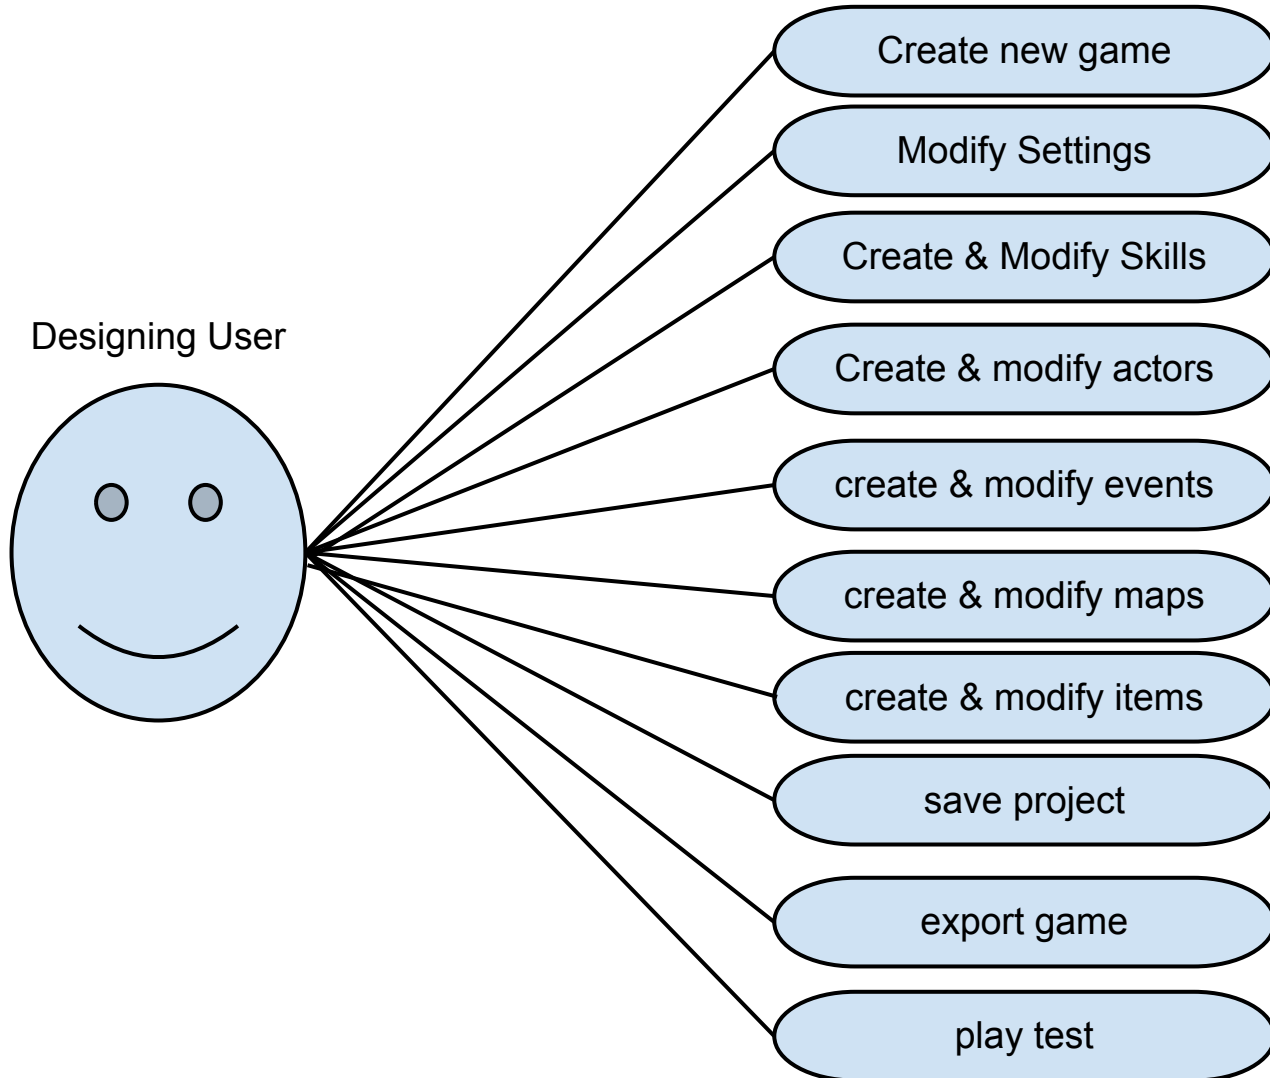 Create new game
Modify Settings
Create & Modify Skills
Designing User
Create & modify actors
create & modify events
create & modify maps
create & modify items
save project
export game
play test